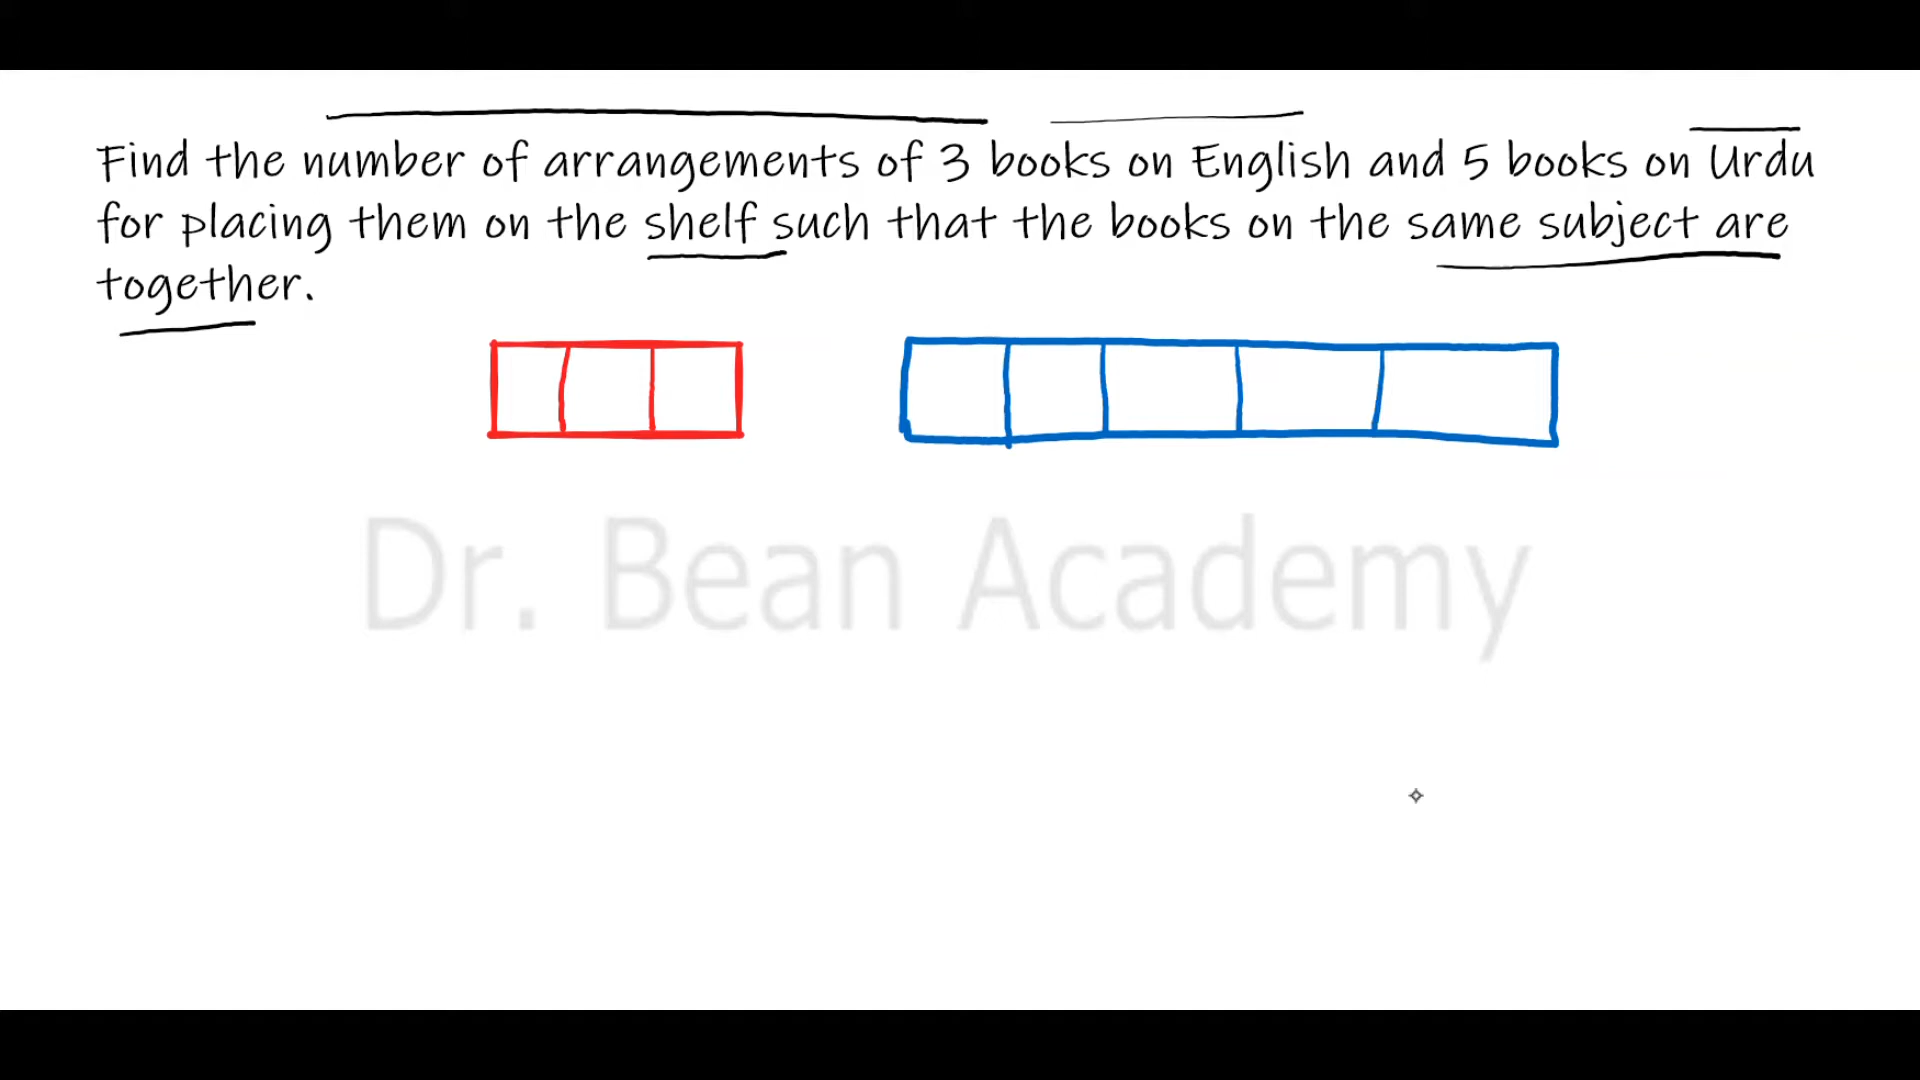 Find the number of arrangements of 3 books on English and 5 books on Urdu
for placing them on the shelf such that the books on the same subject are
together.
Dr. Bean Academy